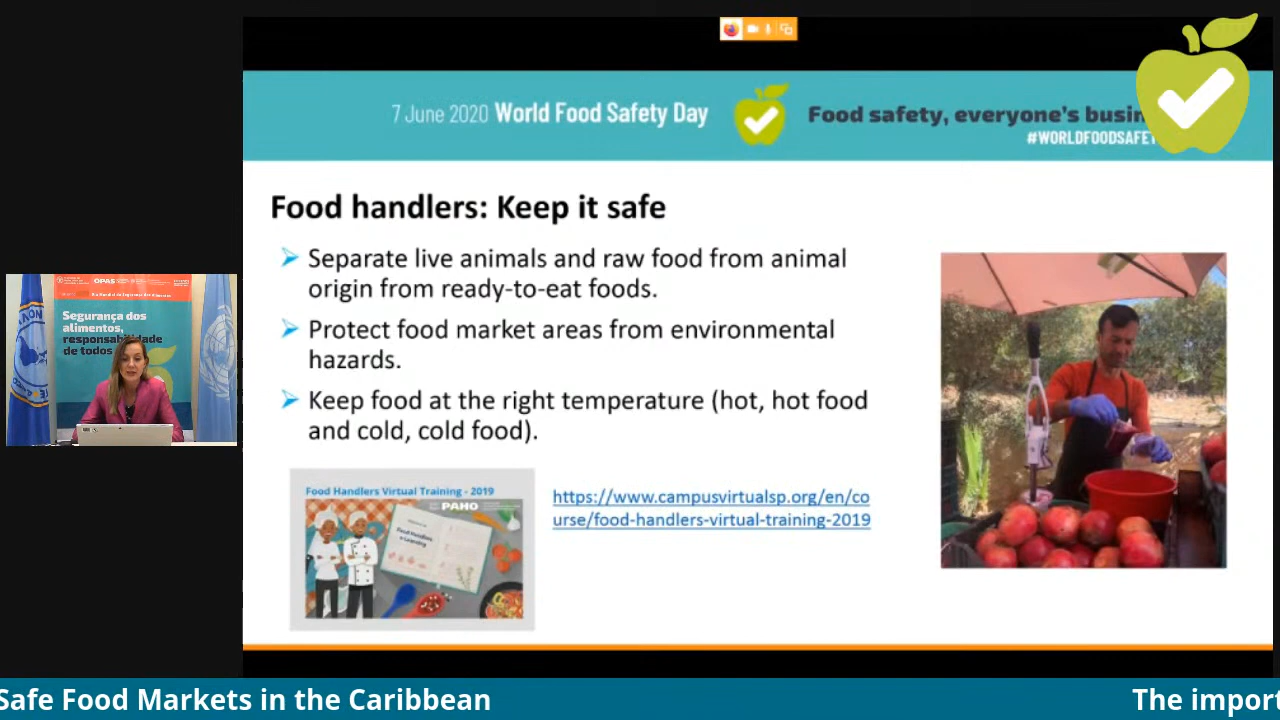 7 June 2020 World Food Safety Day
Food safety, everyone's busin
#WORLDFOODSAFET
Food handlers: Keep it safe
Separate live animals and raw food from animal
origin from ready-to-eat foods.
Protect food market areas from environmental
hazards.
Keep food at the right temperature (hot, hot food
and cold, cold food).
Food Handlers Virtual Training - 2019
PAHO
Food Handlers
e-Learning
https://www.campusvirtualsp.org/en/co
urse/food-handlers-virtual-training-2019
OPAS
Segurança dos
alimentos,
responsabilidade
de todos
Safe Food Markets in the Caribbean
The import